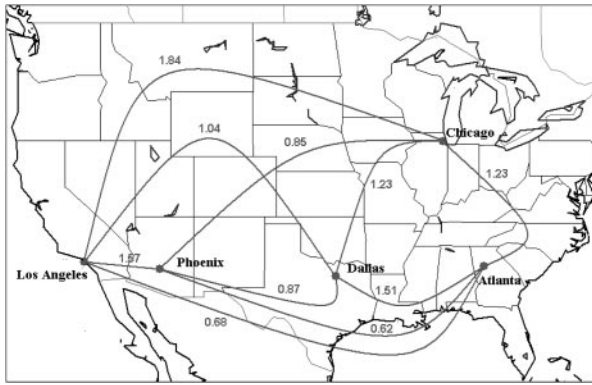 1.84
1.04
0.85
Chicago
1.23
1.23
1.97
Phoenix
Los Angeles
Dallas
Atlanta
0.87
1.51
0.68
0.62